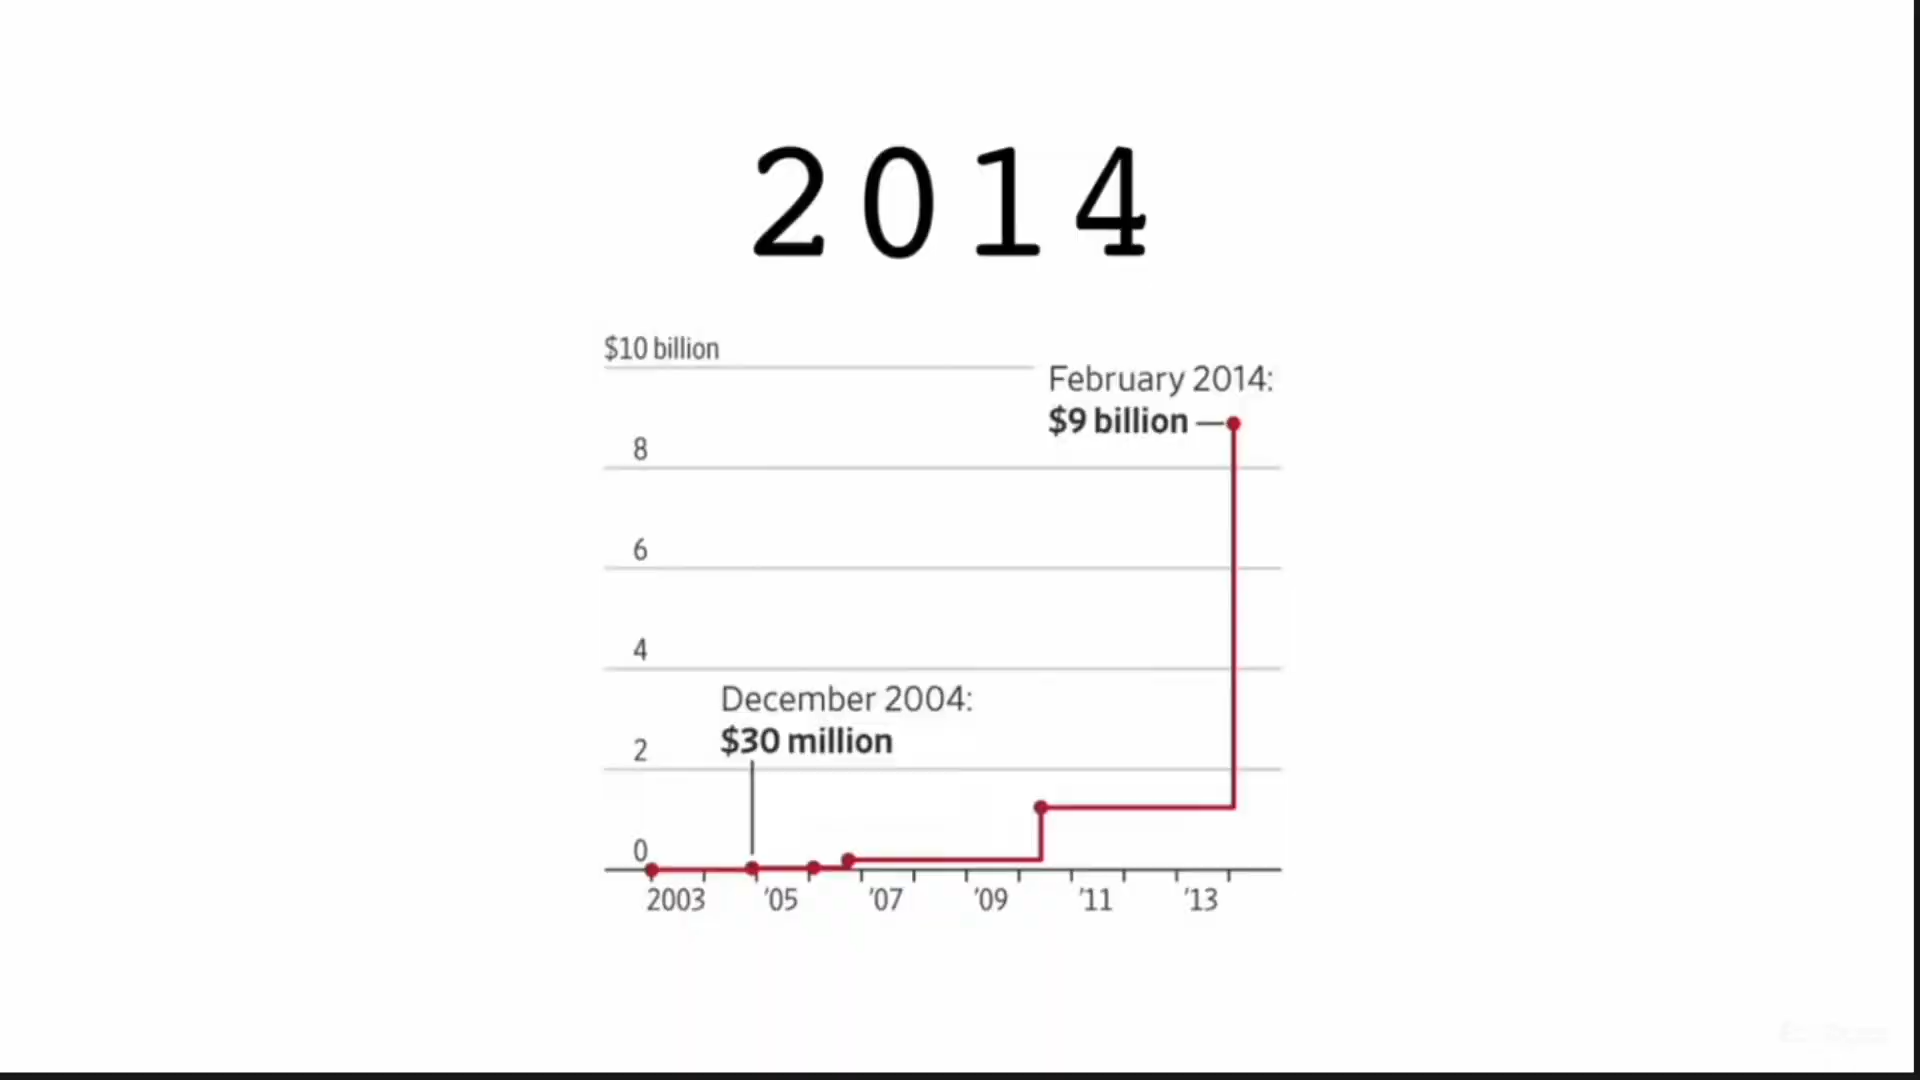 2014
$10 billion
February 2014:
$9 billion
8
6
4
December 2004:
$30 million
2
0
2003 '05 '07 '09 '11 '13